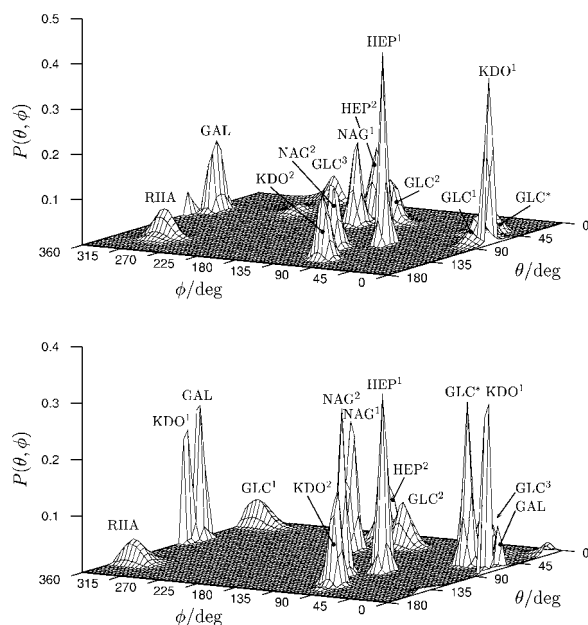 0.5
0.4
0.3
0.2
0.1
P(θ, ϕ)
HEP¹
KDO¹
HEP²
NAG¹
GAL
NAG²
GLC³
KDO²
GLC²
RIIA
GLC¹
GLC*
360
315
270
225
180
135
90
45
0
ϕ/deg
180
135
90
45
0
θ/deg
0.4
0.3
0.2
0.1
P(θ, ϕ)
HEP¹
GAL
NAG²
GLC* KDO¹
KDO¹
NAG¹
HEP²
GLC¹
KDO²
GLC²
GLC³
GAL
RIIA
360
315
270
225
180
135
90
45
0
ϕ/deg
180
135
90
45
0
θ/deg